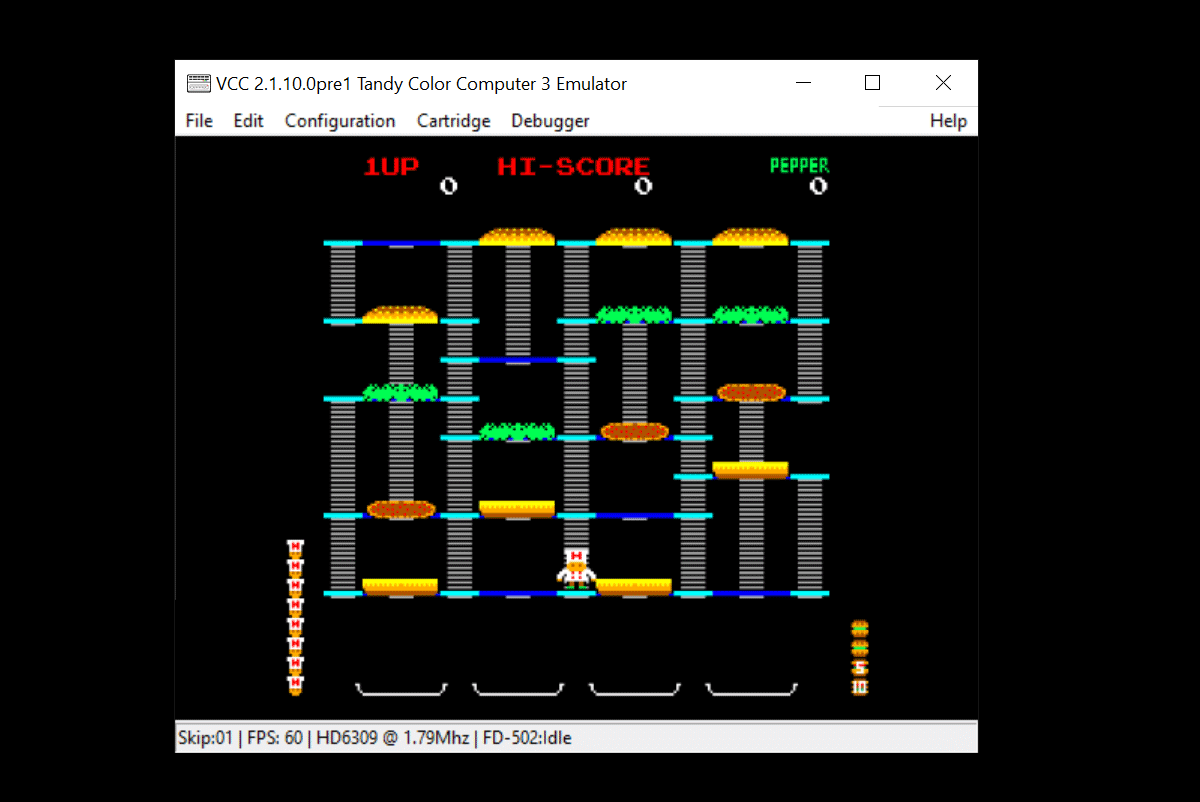 VCC 2.1.10.0pre1 Tandy Color Computer 3 Emulator
File Edit Configuration Cartridge Debugger Help
1UP HI-SCORE PEPPER
0 0 0
H
H
H
H
H
H
H
H
H
5
10
Skip:01 | FPS: 60 | HD6309 @ 1.79Mhz | FD-502:Idle